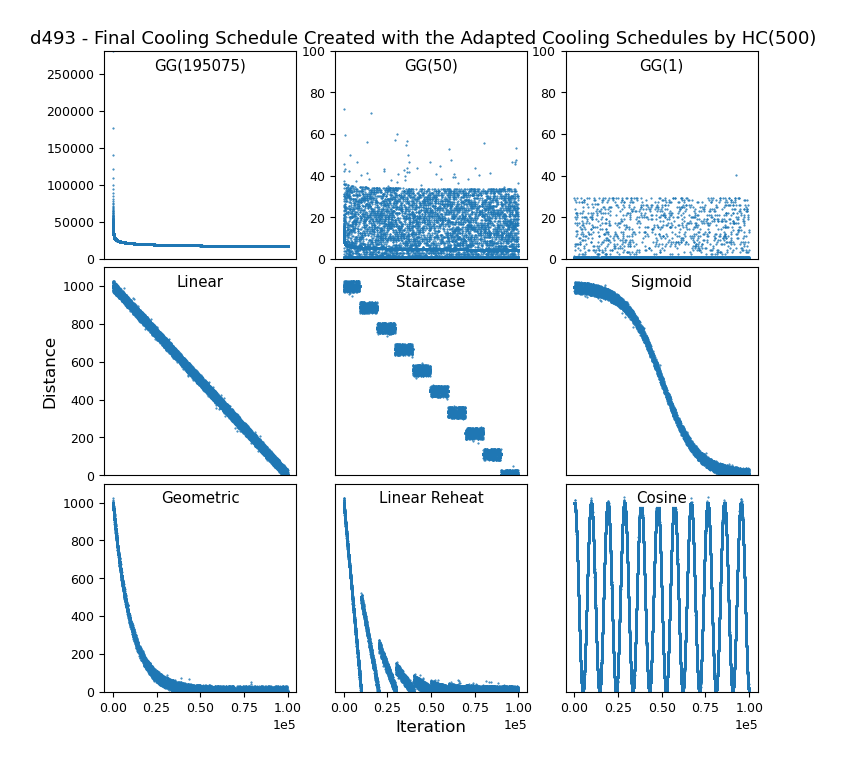 d493 - Final Cooling Schedule Created with the Adapted Cooling Schedules by HC(500)
GG(195075)
GG(50)
GG(1)
250000
200000
150000
100000
50000
0
100
80
60
40
20
0
100
80
60
40
20
0
Linear
Staircase
Sigmoid
1000
800
600
400
200
0
Distance
Geometric
Linear Reheat
Cosine
1000
800
600
400
200
0
0.00 0.25 0.50 0.75 1.00
1e5
0.00 0.25 0.50 0.75 1.00
1e5
0.00 0.25 0.50 0.75 1.00
1e5
Iteration